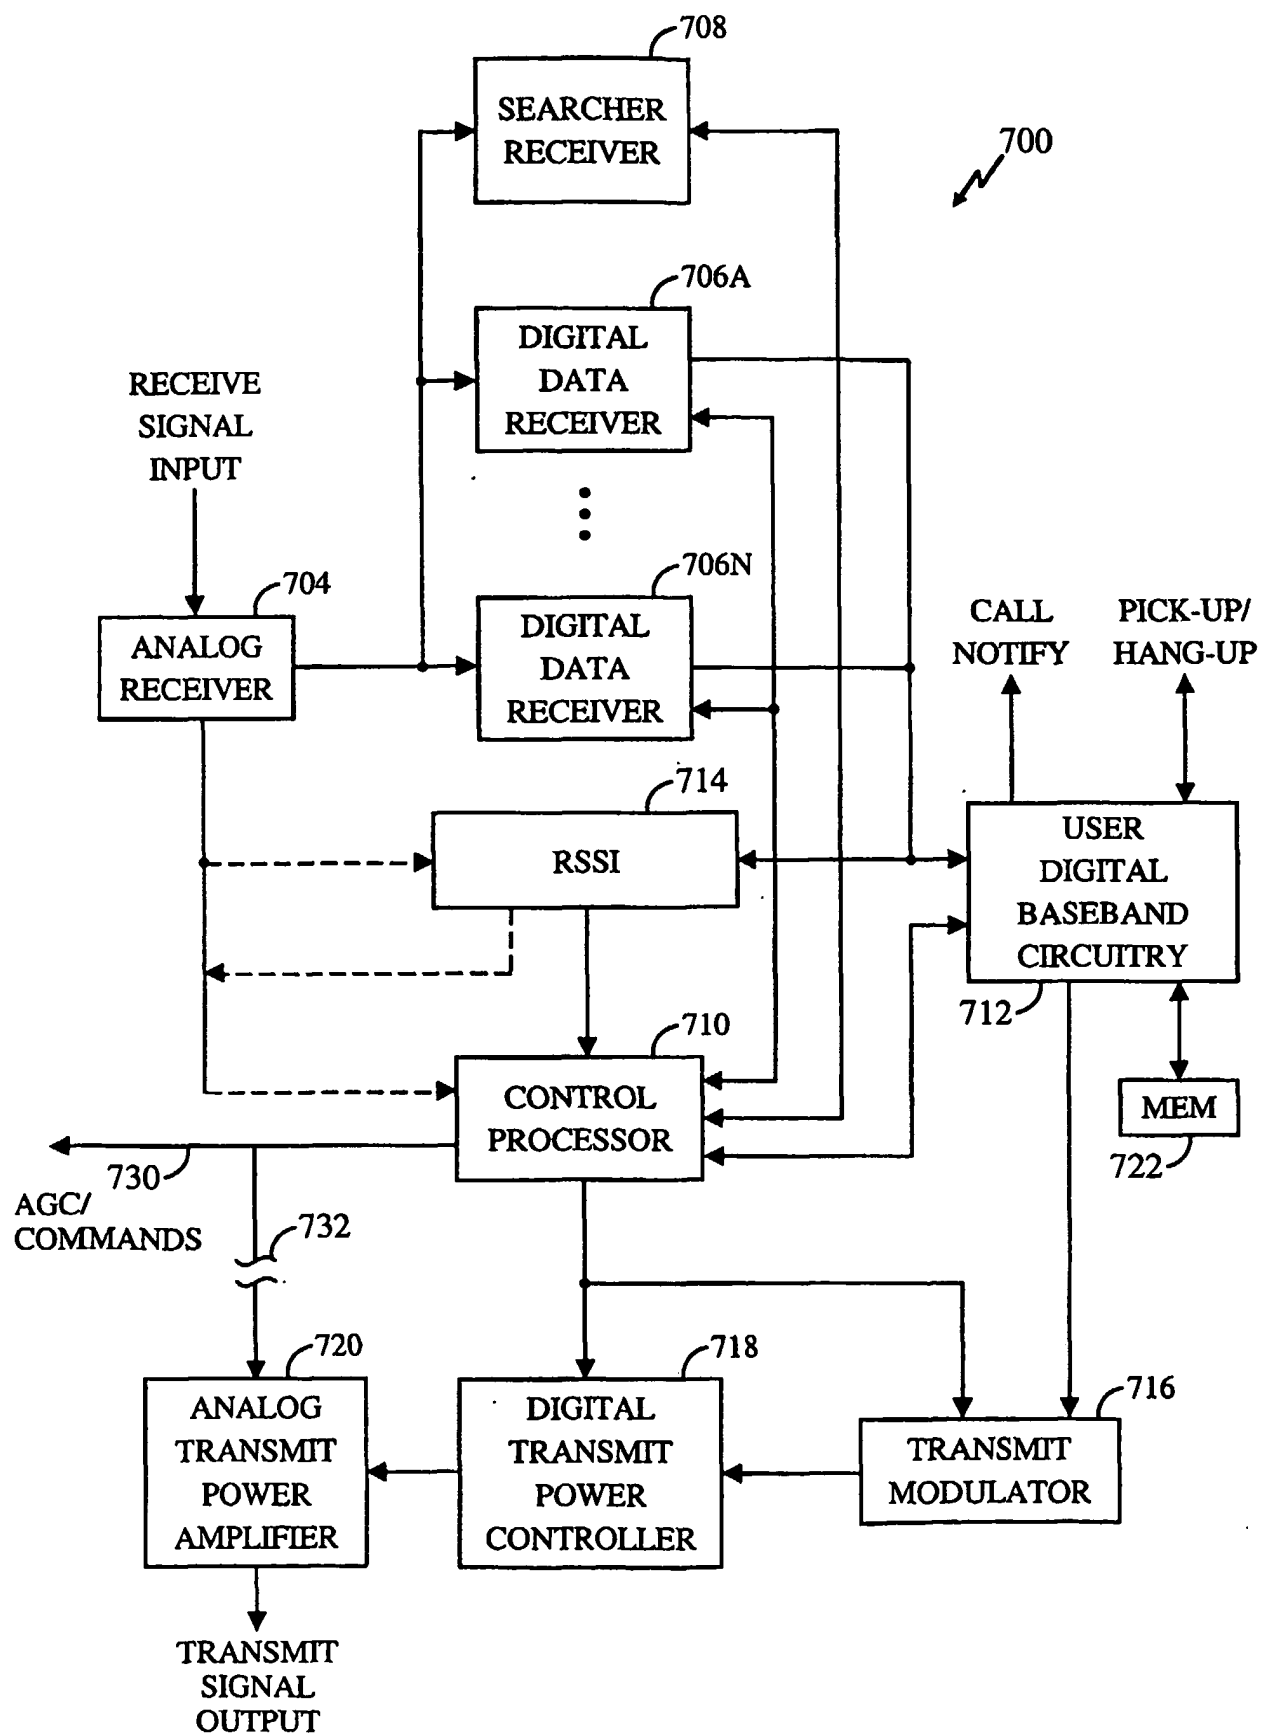 708
SEARCHER
RECEIVER
700
706A
DIGITAL
DATA
RECEIVER
RECEIVE
SIGNAL
INPUT
706N
DIGITAL
DATA
RECEIVER
704
ANALOG
RECEIVER
CALL
NOTIFY
PICK-UP/
HANG-UP
714
RSSI
USER
DIGITAL
BASEBAND
CIRCUITRY
712
710
CONTROL
PROCESSOR
MEM
722
730
AGC/
COMMANDS
732
720
ANALOG
TRANSMIT
POWER
AMPLIFIER
718
DIGITAL
TRANSMIT
POWER
CONTROLLER
716
TRANSMIT
MODULATOR
TRANSMIT
SIGNAL
OUTPUT